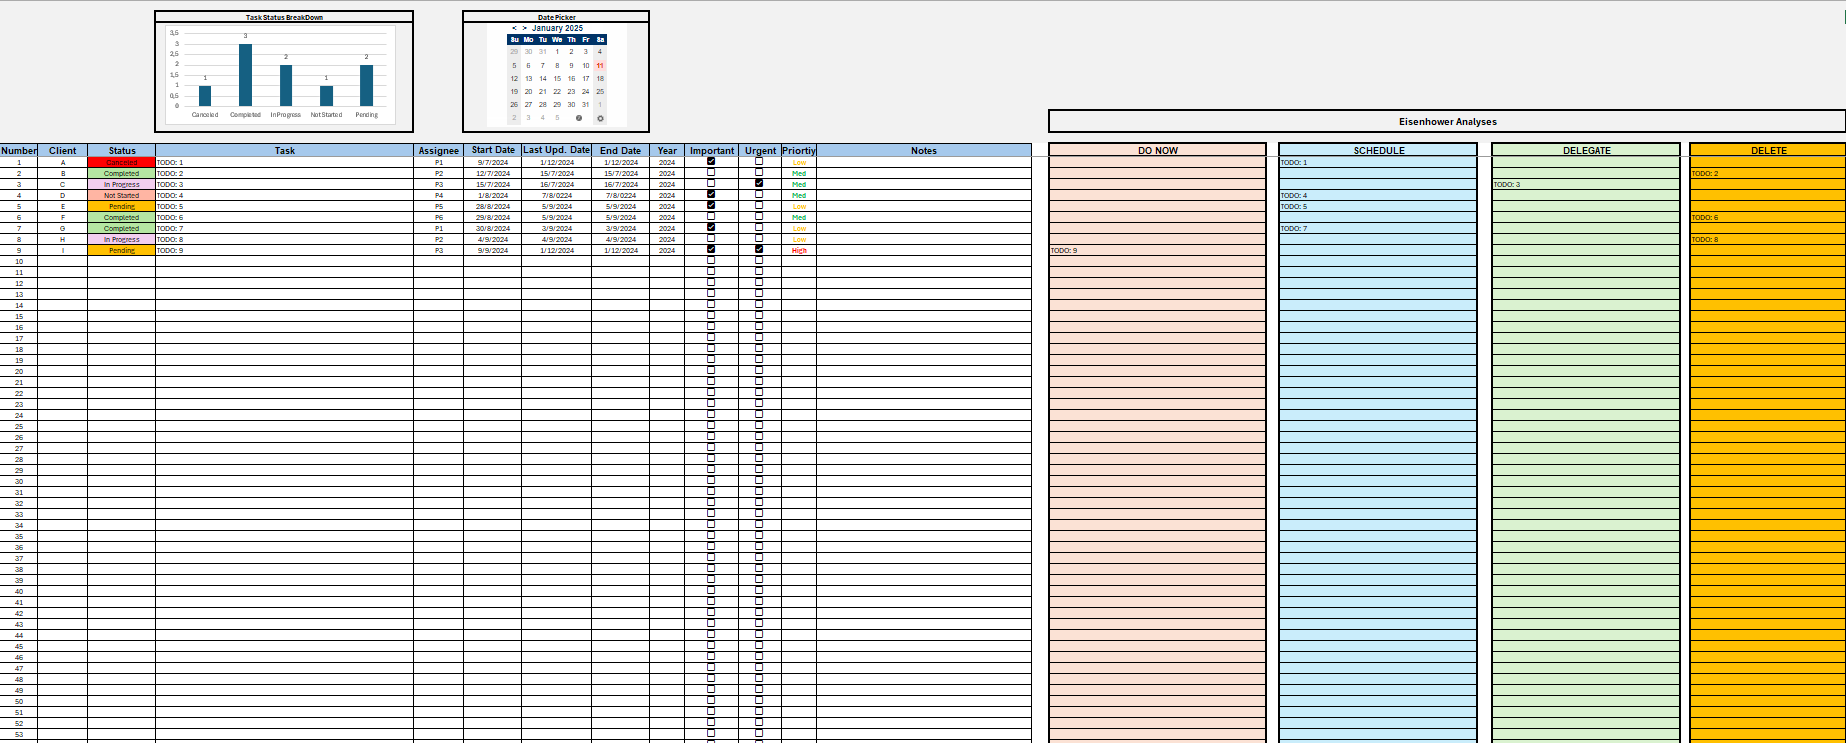 Task Status BreakDown
3,5
3
2,5
2
1,5
1
0,5
0
1
3
2
1
2
Canceled Completed In Progress Not Started Pending
Date Picker
< > January 2025
Su Mo Tu We Th Fr Sa
29 30 31 1 2 3 4
5 6 7 8 9 10 11
12 13 14 15 16 17 18
19 20 21 22 23 24 25
26 27 28 29 30 31 1
2 3 4 5
Eisenhower Analyses
Number Client Status Task Assignee Start Date Last Upd. Date End Date Year Important Urgent Priortiy Notes DO NOW SCHEDULE DELEGATE DELETE
1 A Canceled TODO: 1 P1 9/7/2024 1/12/2024 1/12/2024 2024 Low TODO: 1
2 B Completed TODO: 2 P2 12/7/2024 15/7/2024 15/7/2024 2024 Med TODO: 2
3 C In Progress TODO: 3 P3 15/7/2024 16/7/2024 16/7/2024 2024 Med TODO: 3
4 D Not Started TODO: 4 P4 1/8/2024 7/8/0224 7/8/0224 2024 Med TODO: 4
5 E Pending TODO: 5 P5 28/8/2024 5/9/2024 5/9/2024 2024 Low TODO: 5
6 F Completed TODO: 6 P6 29/8/2024 5/9/2024 5/9/2024 2024 Med TODO: 6
7 G Completed TODO: 7 P1 30/8/2024 3/9/2024 3/9/2024 2024 Low TODO: 7
8 H In Progress TODO: 8 P2 4/9/2024 4/9/2024 4/9/2024 2024 Low TODO: 8
9 I Pending TODO: 9 P3 9/9/2024 1/12/2024 1/12/2024 2024 High TODO: 9
10
11
12
13
14
15
16
17
18
19
20
21
22
23
24
25
26
27
28
29
30
31
32
33
34
35
36
37
38
39
40
41
42
43
44
45
46
47
48
49
50
51
52
53